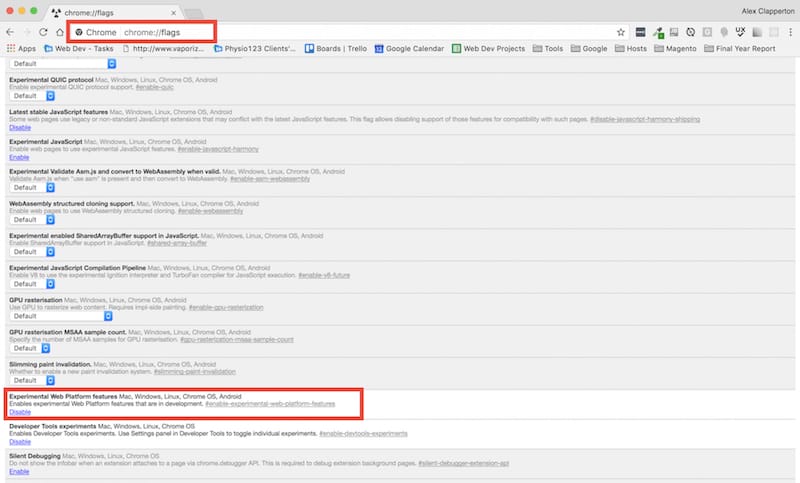 chrome://flags
Alex Clapperton
Chrome chrome://flags
Apps Web Dev - Tasks http://www.vaporiz... Physio123 Clients'... Boards | Trello Google Calendar Web Dev Projects Tools Google Hosts Magento Final Year Report
Default
Experimental QUIC protocol Mac, Windows, Linux, Chrome OS, Android
Enable experimental QUIC protocol support. #enable-quic
Default
Latest stable JavaScript features Mac, Windows, Linux, Chrome OS, Android
Some web pages use legacy or non-standard JavaScript extensions that may conflict with the latest JavaScript features. This flag allows disabling support of those features for compatibility with such pages. #disable-javascript-harmony-shipping
Disable
Experimental JavaScript Mac, Windows, Linux, Chrome OS, Android
Enable web pages to use experimental JavaScript features. #enable-javascript-harmony
Enable
Experimental Validate Asm.js and convert to WebAssembly when valid. Mac, Windows, Linux, Chrome OS, Android
Validate Asm.js when "use asm" is present and then convert to WebAssembly. #enable-asm-webassembly
Default
WebAssembly structured cloning support. Mac, Windows, Linux, Chrome OS, Android
Enable web pages to use WebAssembly structured cloning. #enable-webassembly
Default
Experimental enabled SharedArrayBuffer support in JavaScript. Mac, Windows, Linux, Chrome OS, Android
Enable SharedArrayBuffer support in JavaScript. #shared-array-buffer
Default
Experimental JavaScript Compilation Pipeline Mac, Windows, Linux, Chrome OS, Android
Enable V8 to use the experimental ignition interpreter and TurboFan compiler for JavaScript execution. #enable-v8-future
Default
GPU rasterisation Mac, Windows, Linux, Chrome OS, Android
Use GPU to rasterize web content. Requires impl-side painting. #enable-gpu-rasterization
Default
GPU rasterisation MSAA sample count. Mac, Windows, Linux, Chrome OS, Android
Specify the number of MSAA samples for GPU rasterisation. #gpu-rasterization-msaa-sample-count
Default
Slimming paint invalidation. Mac, Windows, Linux, Chrome OS, Android
Whether to enable a new paint invalidation system. #slimming-paint-invalidation
Default
Experimental Web Platform features Mac, Windows, Linux, Chrome OS, Android
Enables experimental Web Platform features that are in development. #enable-experimental-web-platform-features
Disable
Developer Tools experiments Mac, Windows, Linux, Chrome OS
Enables Developer Tools experiments. Use Settings panel in Developer Tools to toggle individual experiments. #enable-devtools-experiments
Disable
Silent Debugging Mac, Windows, Linux, Chrome OS
Do not show the infobar when an extension attaches to a page via chrome.debugger API. This is required to debug extension background pages. #silent-debugger-extension-api
Enable